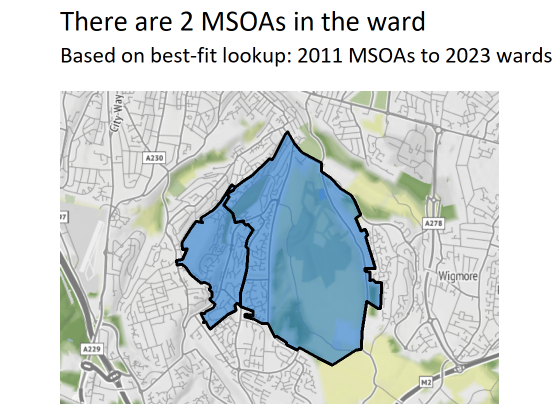 There are 2 MSOAs in the ward
Based on best-fit lookup: 2011 MSOAs to 2023 wards
City Way
A230
A278
Wigmore
A229
M2